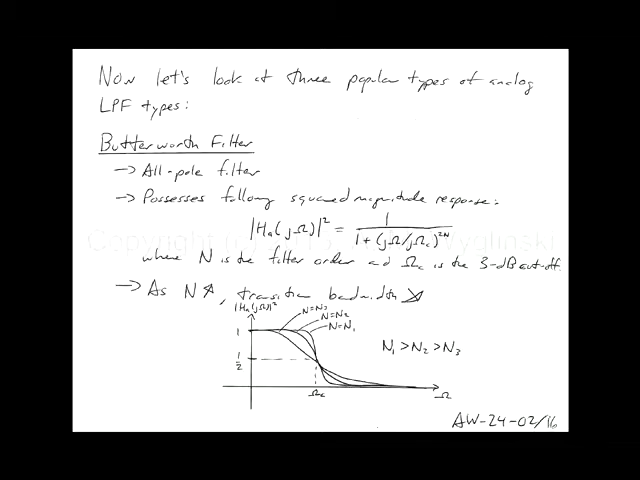 Now let's look at three popular types of analog
LPF types:
Butterworth Filter
→ All-pole filter
→ Possesses following squared magnitude response:
|Ha(jΩ)|² = 1 / (1 + (jΩ/jΩc)^2N)
where N is the filter order and Ωc is the 3-dB cut-off.
→ As N ↗, transition bandwidth ↘
|Ha(jΩ)|²
N=N3
N=N2
N=N1
1
1/2
N1 > N2 > N3
Ωc
Ω
AW-24-02/16